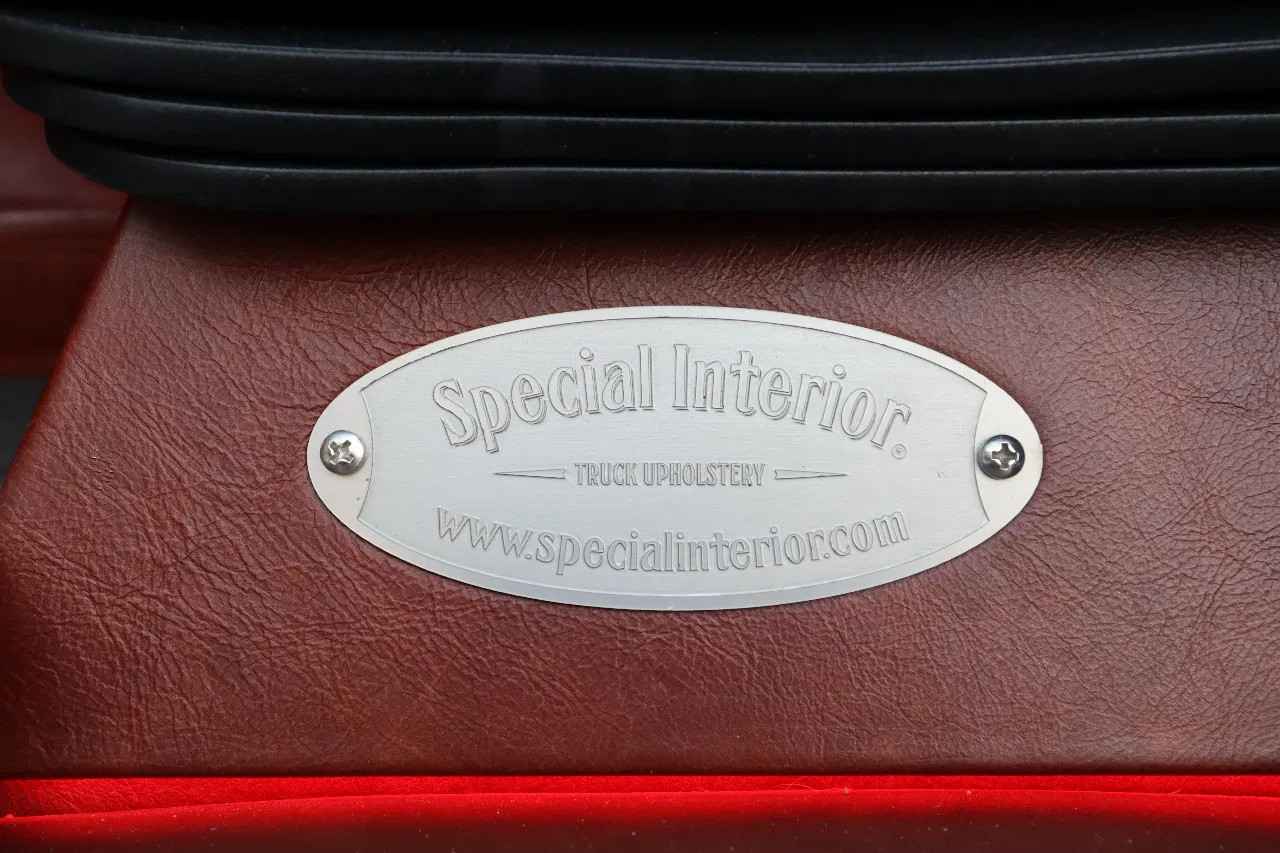 Special Interior.®
TRUCK UPHOLSTERY
www.specialinterior.com